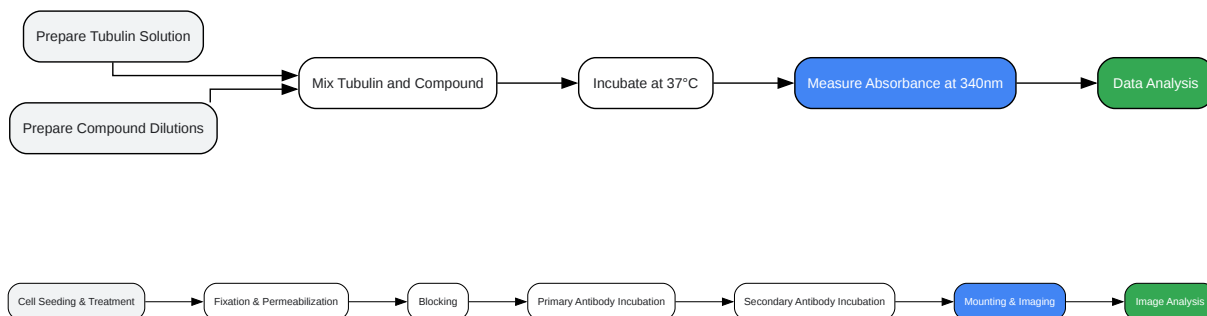 Prepare Tubulin Solution
Prepare Compound Dilutions
Mix Tubulin and Compound
Incubate at 37°C
Measure Absorbance at 340nm
Data Analysis
Cell Seeding & Treatment
Fixation & Permeabilization
Blocking
Primary Antibody Incubation
Secondary Antibody Incubation
Mounting & Imaging
Image Analysis